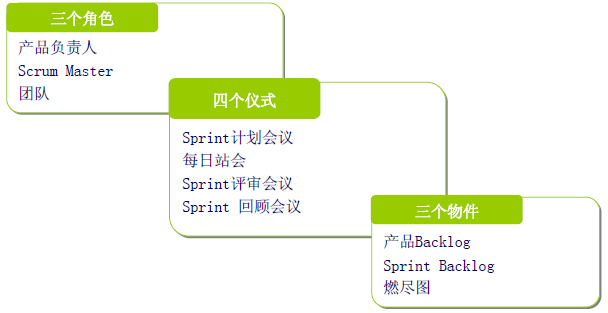 三个角色
产品负责人
Scrum Master
团队
四个仪式
Sprint计划会议
每日站会
Sprint评审会议
Sprint 回顾会议
三个物件
产品Backlog
Sprint Backlog
燃尽图